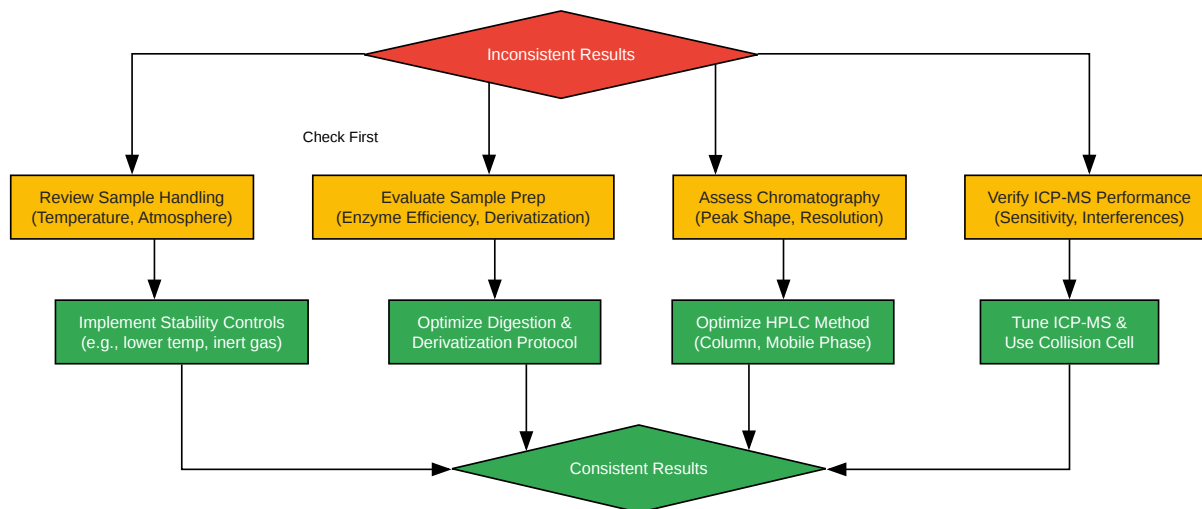 Inconsistent Results
Check First
Review Sample Handling
(Temperature, Atmosphere)
Evaluate Sample Prep
(Enzyme Efficiency, Derivatization)
Assess Chromatography
(Peak Shape, Resolution)
Verify ICP-MS Performance
(Sensitivity, Interferences)
Implement Stability Controls
(e.g., lower temp, inert gas)
Optimize Digestion &
Derivatization Protocol
Optimize HPLC Method
(Column, Mobile Phase)
Tune ICP-MS &
Use Collision Cell
Consistent Results